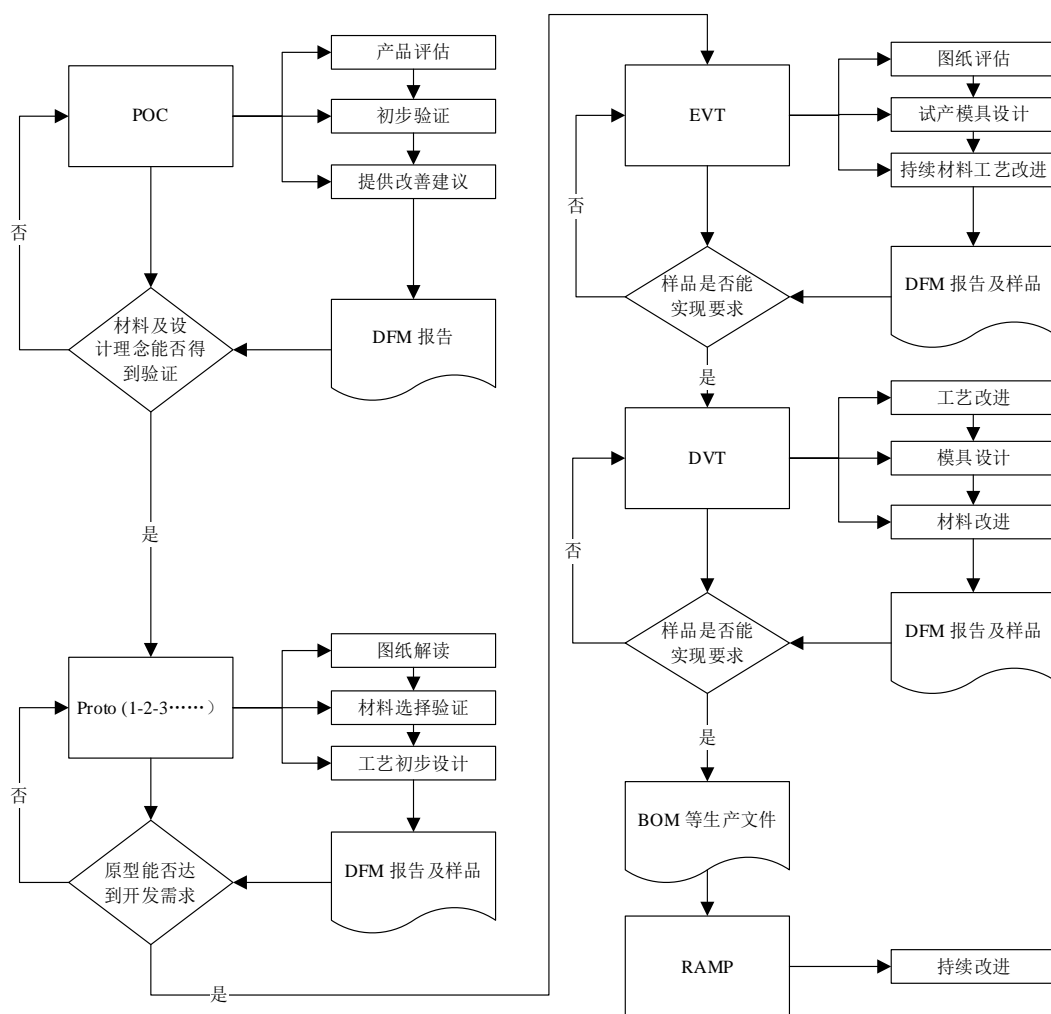 POC
产品评估
初步验证
提供改善建议
否
材料及设
计理念能否得
到验证
DFM 报告
是
Proto (1-2-3……）
图纸解读
材料选择验证
工艺初步设计
否
原型能否达
到开发需求
DFM 报告及样品
是
EVT
图纸评估
试产模具设计
持续材料工艺改进
否
样品是否能
实现要求
DFM 报告及样品
是
DVT
工艺改进
模具设计
材料改进
否
样品是否能
实现要求
DFM 报告及样品
是
BOM 等生产文件
RAMP
持续改进